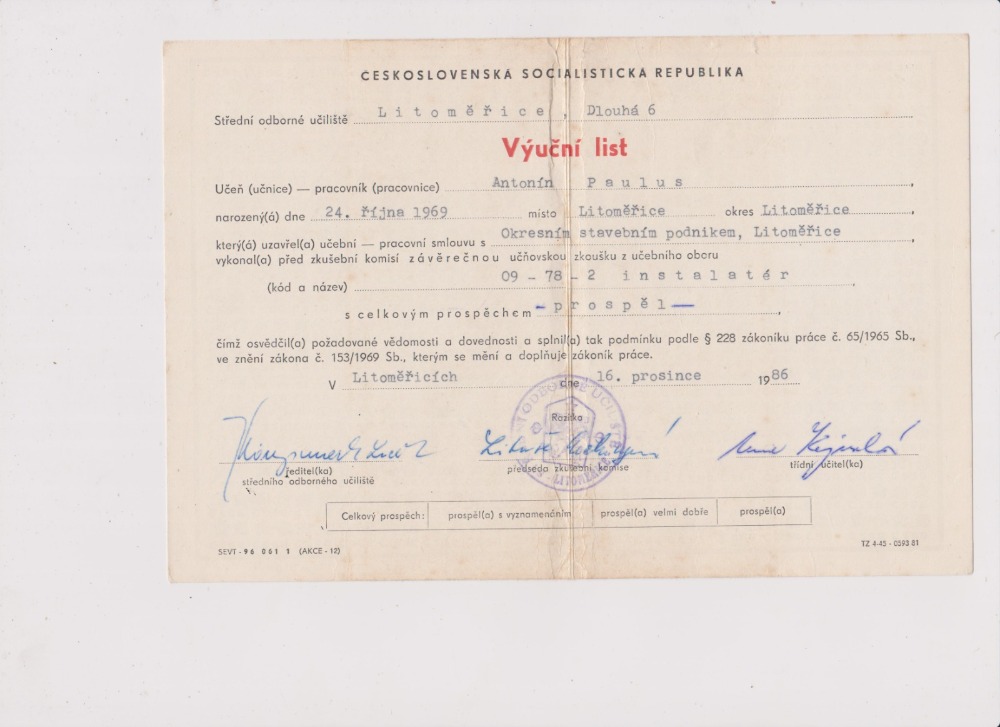 ČESKOSLOVENSKÁ SOCIALISTICKÁ REPUBLIKA
Střední odborné učiliště Litoměřice, Dlouhá 6
Výuční list
Učeň (učnice) — pracovník (pracovnice) Antonín Paulus,
narozený(á) dne 24. října 1969 místo Litoměřice okres Litoměřice,
který(á) uzavřel(a) učební — pracovní smlouvu s Okresním stavebním podnikem, Litoměřice,
vykonal(a) před zkušební komisí závěrečnou učňovskou zkoušku z učebního oboru
(kód a název) 09 - 78 - 2 instalatér,
s celkovým prospěchem — prospěl —,
čímž osvědčil(a) požadované vědomosti a dovednosti a splnil(a) tak podmínku podle § 228 zákoníku práce č. 65/1965 Sb.,
ve znění zákona č. 153/1969 Sb., kterým se mění a doplňuje zákoník práce.
V Litoměřicích dne 16. prosince 1986
Razítko
ředitel(ka)
středního odborného učiliště
předseda zkušební komise
třídní učitel(ka)
Celkový prospěch: prospěl(a) s vyznamenáním prospěl(a) velmi dobře prospěl(a)
SEVT - 96 061 1 (AKCE - 12)
TZ 4-45 - 0593 81